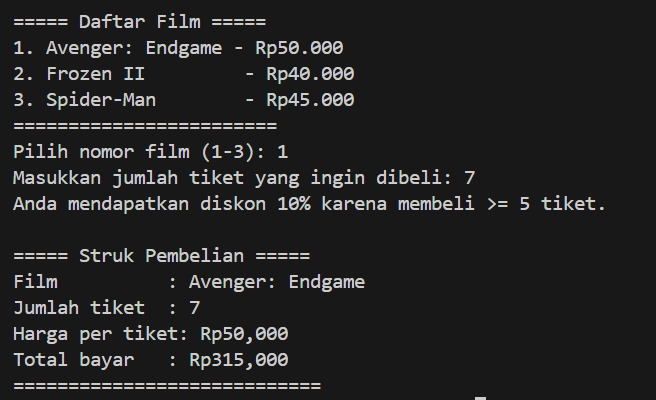 ===== Daftar Film =====
1. Avenger: Endgame - Rp50.000
2. Frozen II         - Rp40.000
3. Spider-Man        - Rp45.000
========================
Pilih nomor film (1-3): 1
Masukkan jumlah tiket yang ingin dibeli: 7
Anda mendapatkan diskon 10% karena membeli >= 5 tiket.

===== Struk Pembelian =====
Film          : Avenger: Endgame
Jumlah tiket  : 7
Harga per tiket: Rp50,000
Total bayar   : Rp315,000
============================